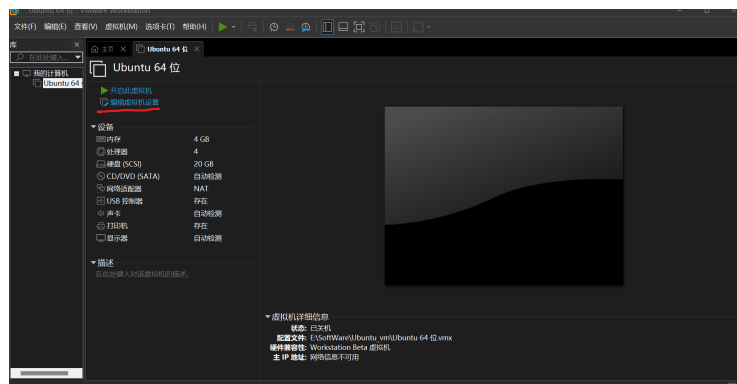 Ubuntu 64 位 - VMware Workstation
文件(F) 编辑(E) 查看(V) 虚拟机(M) 选项卡(T) 帮助(H)
库
在此处键入...
我的计算机
Ubuntu 64
主页
Ubuntu 64 位
Ubuntu 64 位
开启此虚拟机
编辑虚拟机设置
设备
内存 4 GB
处理器 4
硬盘 (SCSI) 20 GB
CD/DVD (SATA) 自动检测
网络适配器 NAT
USB 控制器 存在
声卡 自动检测
打印机 存在
显示器 自动检测
描述
在此处键入对该虚拟机的描述。
虚拟机详细信息
状态: 已关机
配置文件: E:\SoftWare\Ubuntu_vm\Ubuntu 64 位.vmx
硬件兼容性: Workstation Beta 虚拟机
主 IP 地址: 网络信息不可用